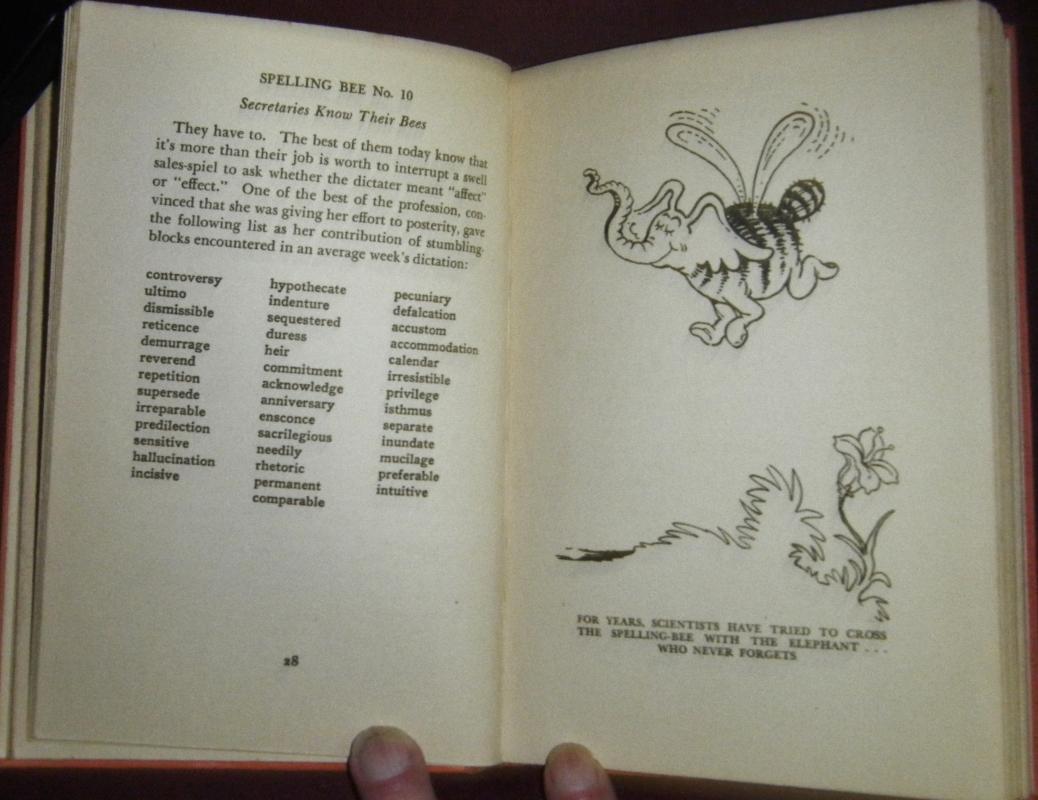 SPELLING BEE No. 10
Secretaries Know Their Bees
They have to. The best of them today know that
it's more than their job is worth to interrupt a swell
sales-spiel to ask whether the dictater meant "affect"
or "effect." One of the best of the profession, con-
vinced that she was giving her effort to posterity, gave
the following list as her contribution of stumbling-
blocks encountered in an average week's dictation:
controversy
ultimo
dismissible
reticence
demurrage
reverend
repetition
supersede
irreparable
predilection
sensitive
hallucination
incisive
hypothecate
indenture
sequestered
duress
heir
commitment
acknowledge
anniversary
ensconce
sacrilegious
needily
rhetoric
permanent
comparable
pecuniary
defalcation
accustom
accommodation
calendar
irresistible
privilege
isthmus
separate
inundate
mucilage
preferable
intuitive
28
FOR YEARS, SCIENTISTS HAVE TRIED TO CROSS
THE SPELLING-BEE WITH THE ELEPHANT . . .
WHO NEVER FORGETS